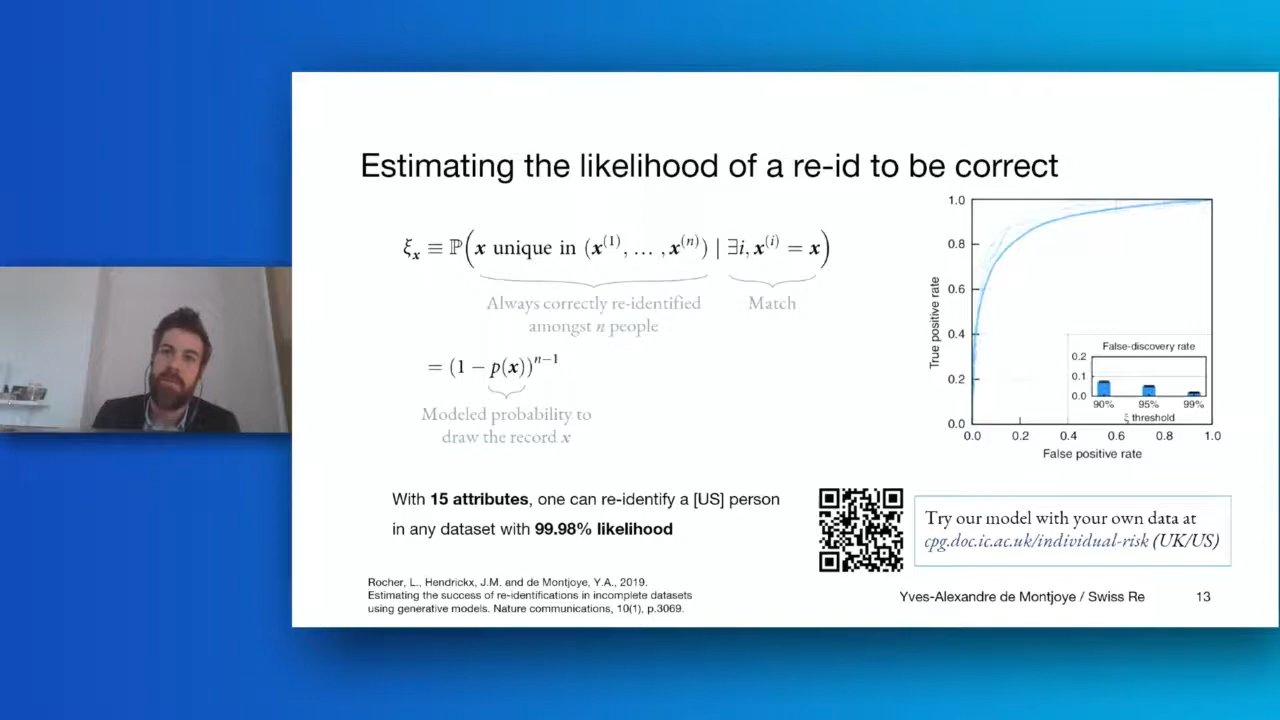 Estimating the likelihood of a re-id to be correct
ξₓ ≡ ℙ(x unique in (x⁽¹⁾, … , x⁽ⁿ⁾) | ∃i, x⁽ⁱ⁾ = x)
Always correctly re-identified
amongst n people
Match
= (1 − p(x))ⁿ⁻¹
Modeled probability to
draw the record x
True positive rate
1.0
0.8
0.6
0.4
0.2
0.0
False-discovery rate
0.2
0.1
0.0
90% 95% 99%
ξ threshold
0.0 0.2 0.4 0.6 0.8 1.0
False positive rate
With 15 attributes, one can re-identify a [US] person
in any dataset with 99.98% likelihood
Try our model with your own data at
cpg.doc.ic.ac.uk/individual-risk (UK/US)
Rocher, L., Hendrickx, J.M. and de Montjoye, Y.A., 2019.
Estimating the success of re-identifications in incomplete datasets
using generative models. Nature communications, 10(1), p.3069.
Yves-Alexandre de Montjoye / Swiss Re 13